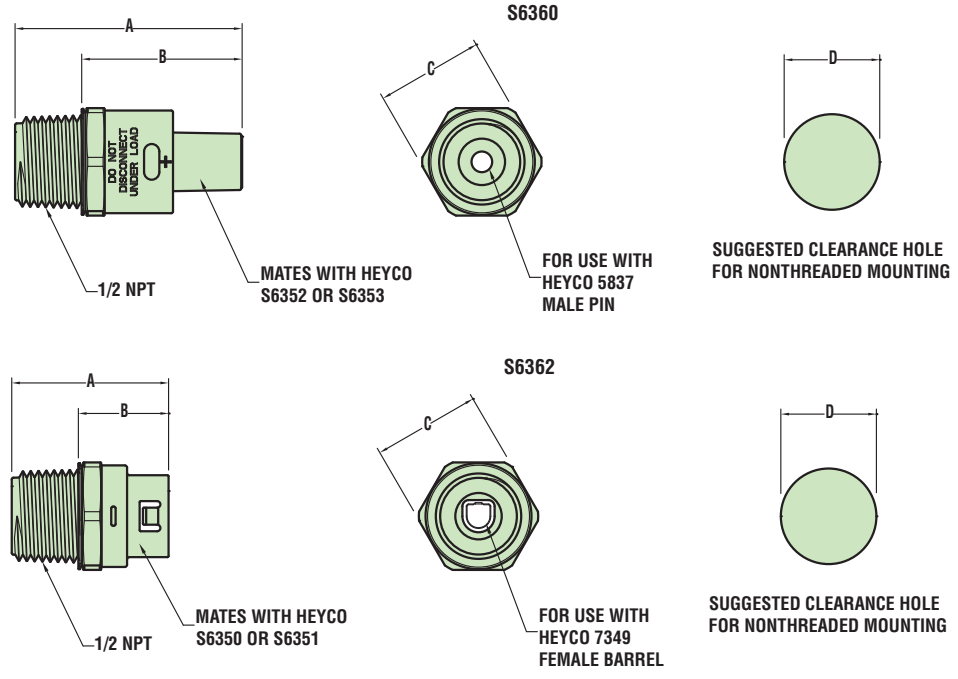 S6360
A
B
C
D
DO NOT
DISCONNECT
UNDER LOAD
+
1/2 NPT
MATES WITH HEYCO
S6352 OR S6353
FOR USE WITH
HEYCO 5837
MALE PIN
SUGGESTED CLEARANCE HOLE
FOR NONTHREADED MOUNTING
S6362
A
B
C
D
1/2 NPT
MATES WITH HEYCO
S6350 OR S6351
FOR USE WITH
HEYCO 7349
FEMALE BARREL
SUGGESTED CLEARANCE HOLE
FOR NONTHREADED MOUNTING